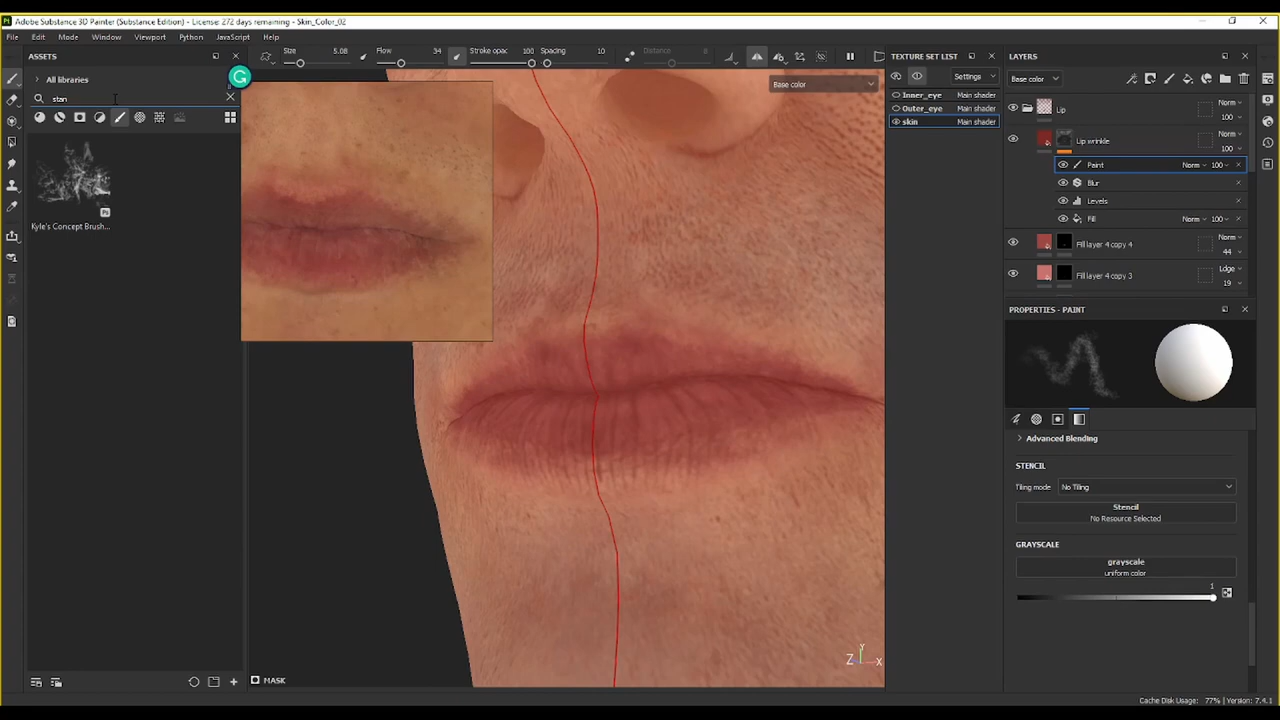 Adobe Substance 3D Painter (Substance Edition) - License: 272 days remaining - Skin_Color_02
File Edit Mode Window Viewport Python JavaScript Help
ASSETS
Size 5.08 Flow 34 Stroke opac 100 Spacing 10 Distance 8
TEXTURE SET LIST
LAYERS
All libraries
Settings
Base color
Base color
stan
Inner_eye Main shader
Outer_eye Main shader
skin Main shader
Lip Norm 100
Lip wrinkle Norm 100
Paint Norm 100
Blur
Levels
Fill Norm 100
Kyle's Concept Brush...
Fill layer 4 copy 4 Norm 44
Fill layer 4 copy 3 Ldge 19
PROPERTIES - PAINT
Advanced Blending
STENCIL
Tiling mode No Tiling
Stencil
No Resource Selected
GRAYSCALE
grayscale
uniform color
1
Y
Z X
MASK
Cache Disk Usage: 77% | Version: 7.4.1